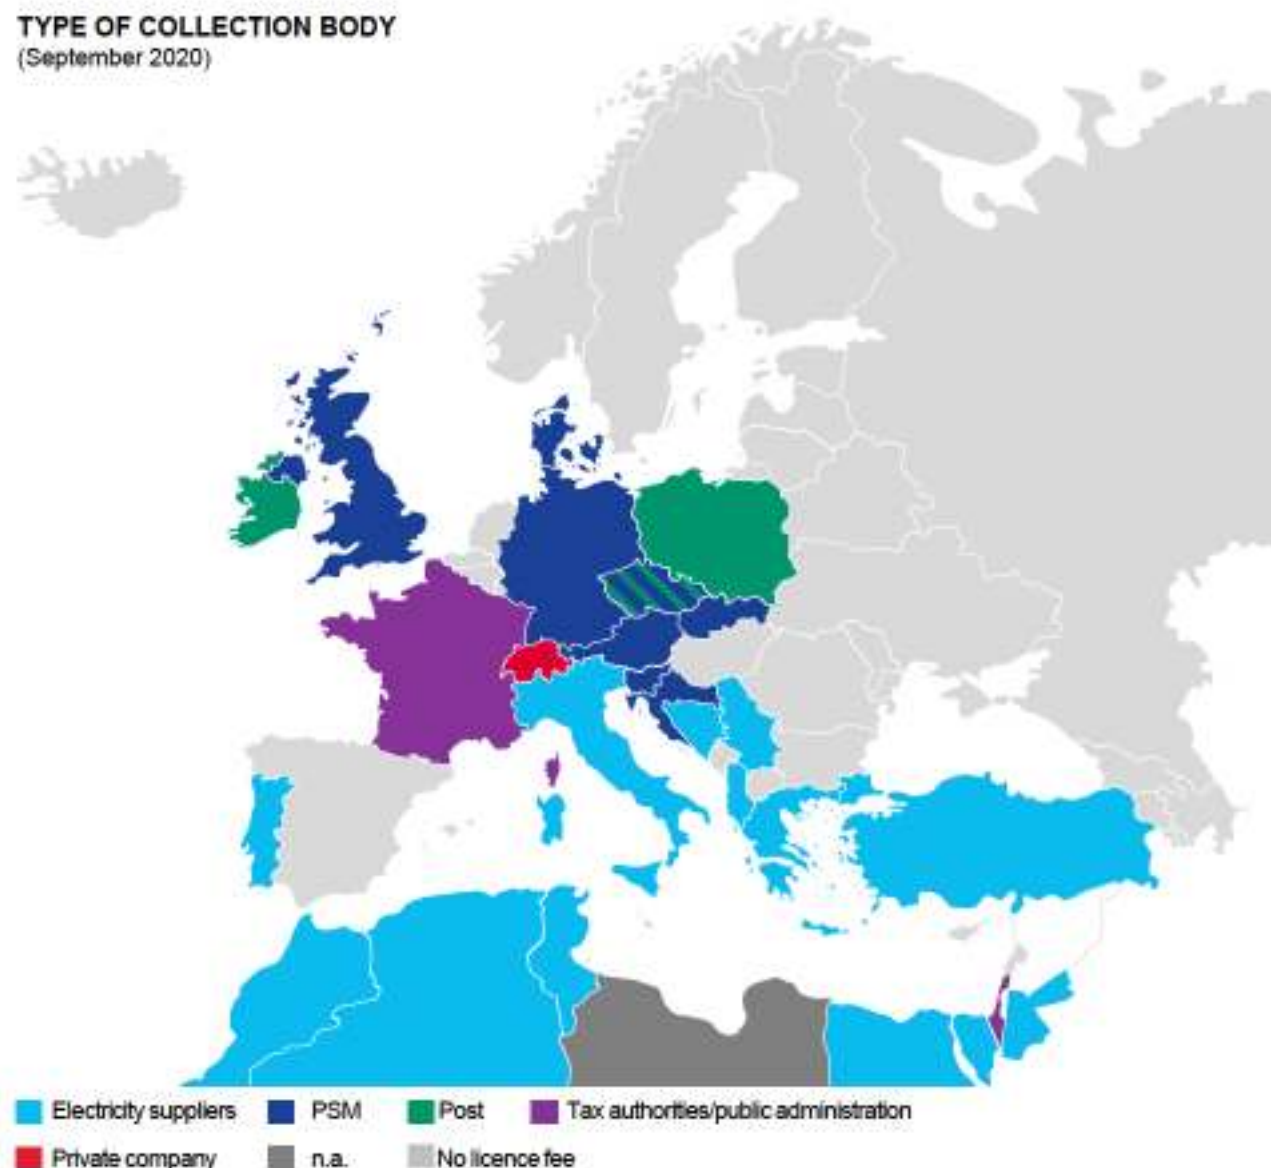 TYPE OF COLLECTION BODY
(September 2020)
Electricity suppliers PSM Post Tax authorities/public administration
Private company n.a. No licence fee